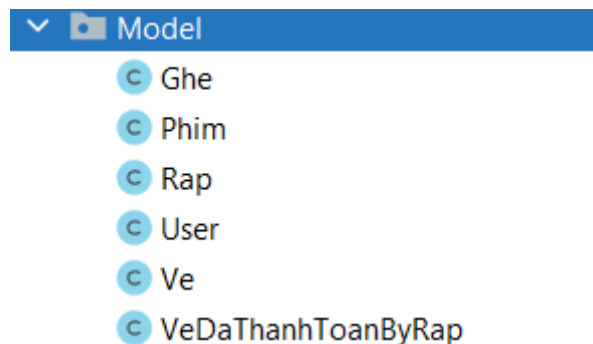 Model
C Ghe
C Phim
C Rap
C User
C Ve
C VeDaThanhToanByRap